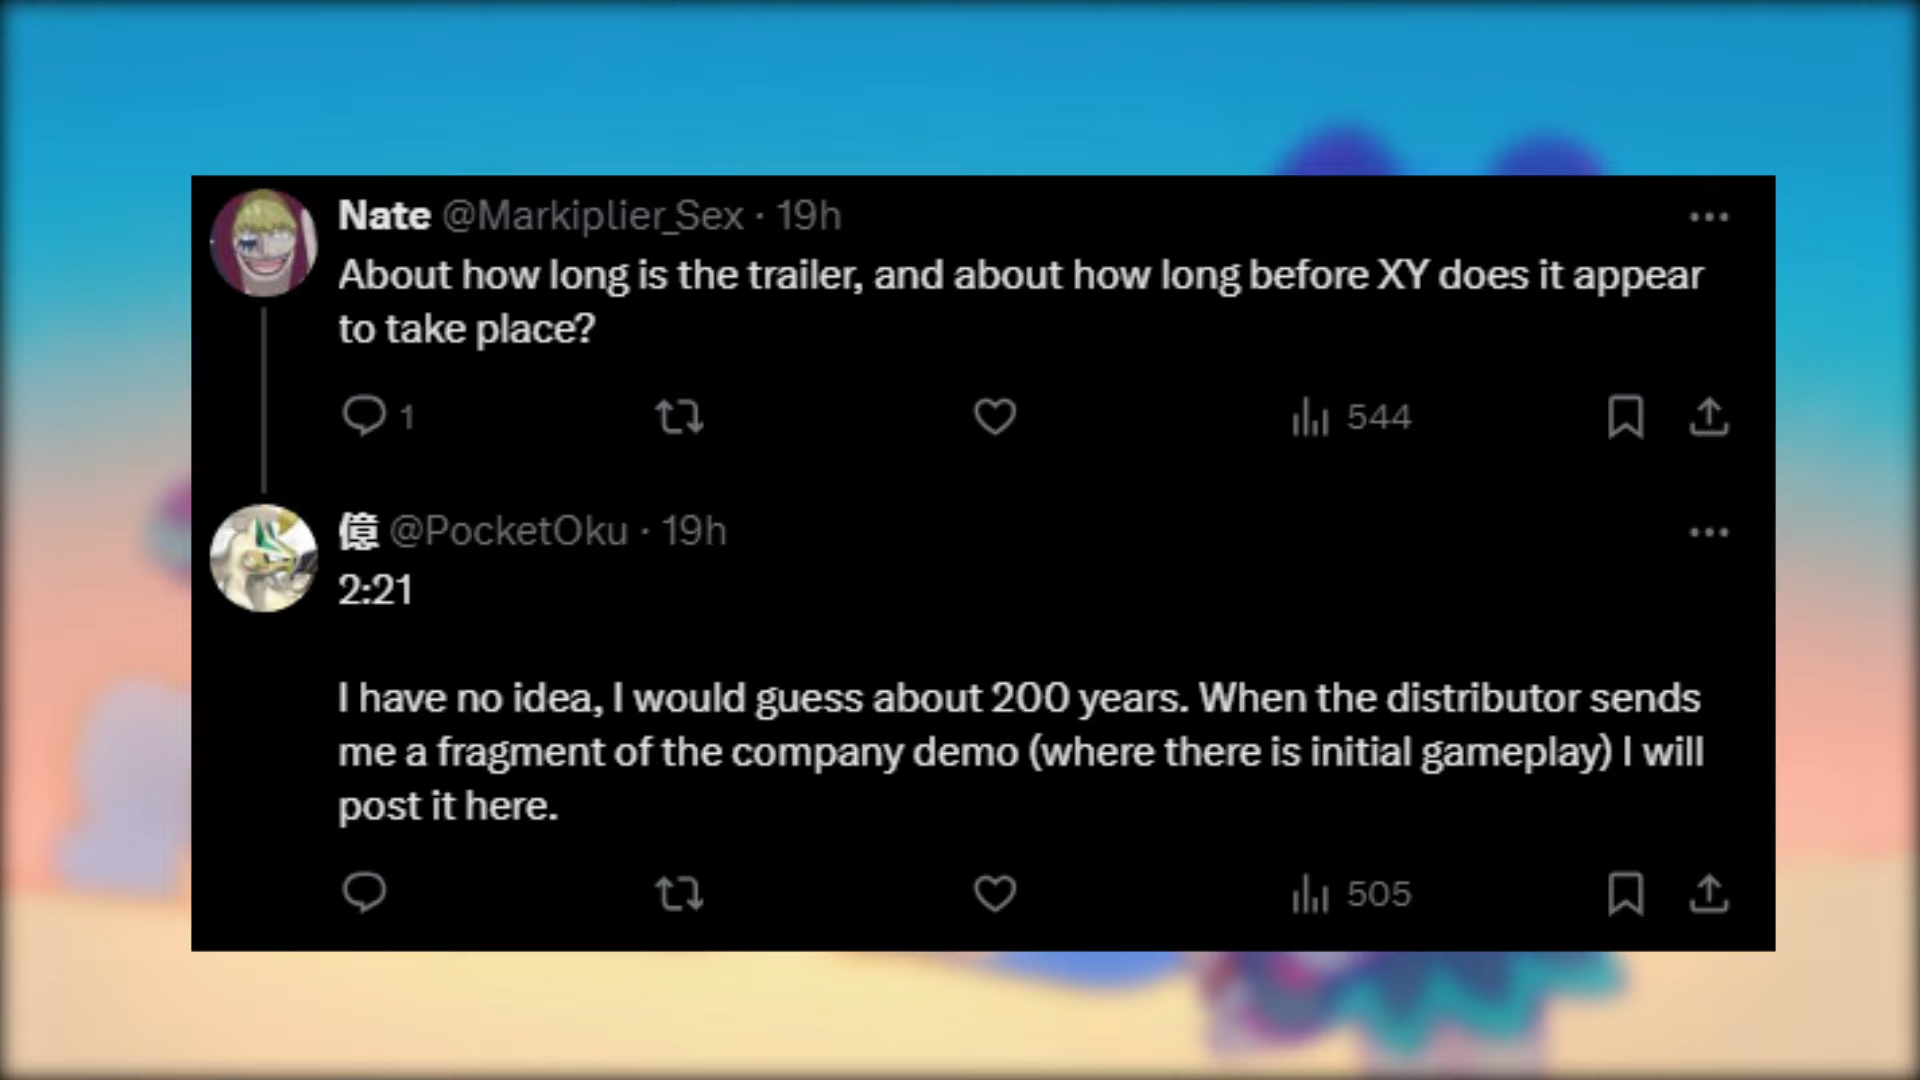 Nate @Markiplier_Sex · 19h
About how long is the trailer, and about how long before XY does it appear
to take place?
1 544
億 @PocketOku · 19h
2:21
I have no idea, I would guess about 200 years. When the distributor sends
me a fragment of the company demo (where there is initial gameplay) I will
post it here.
505